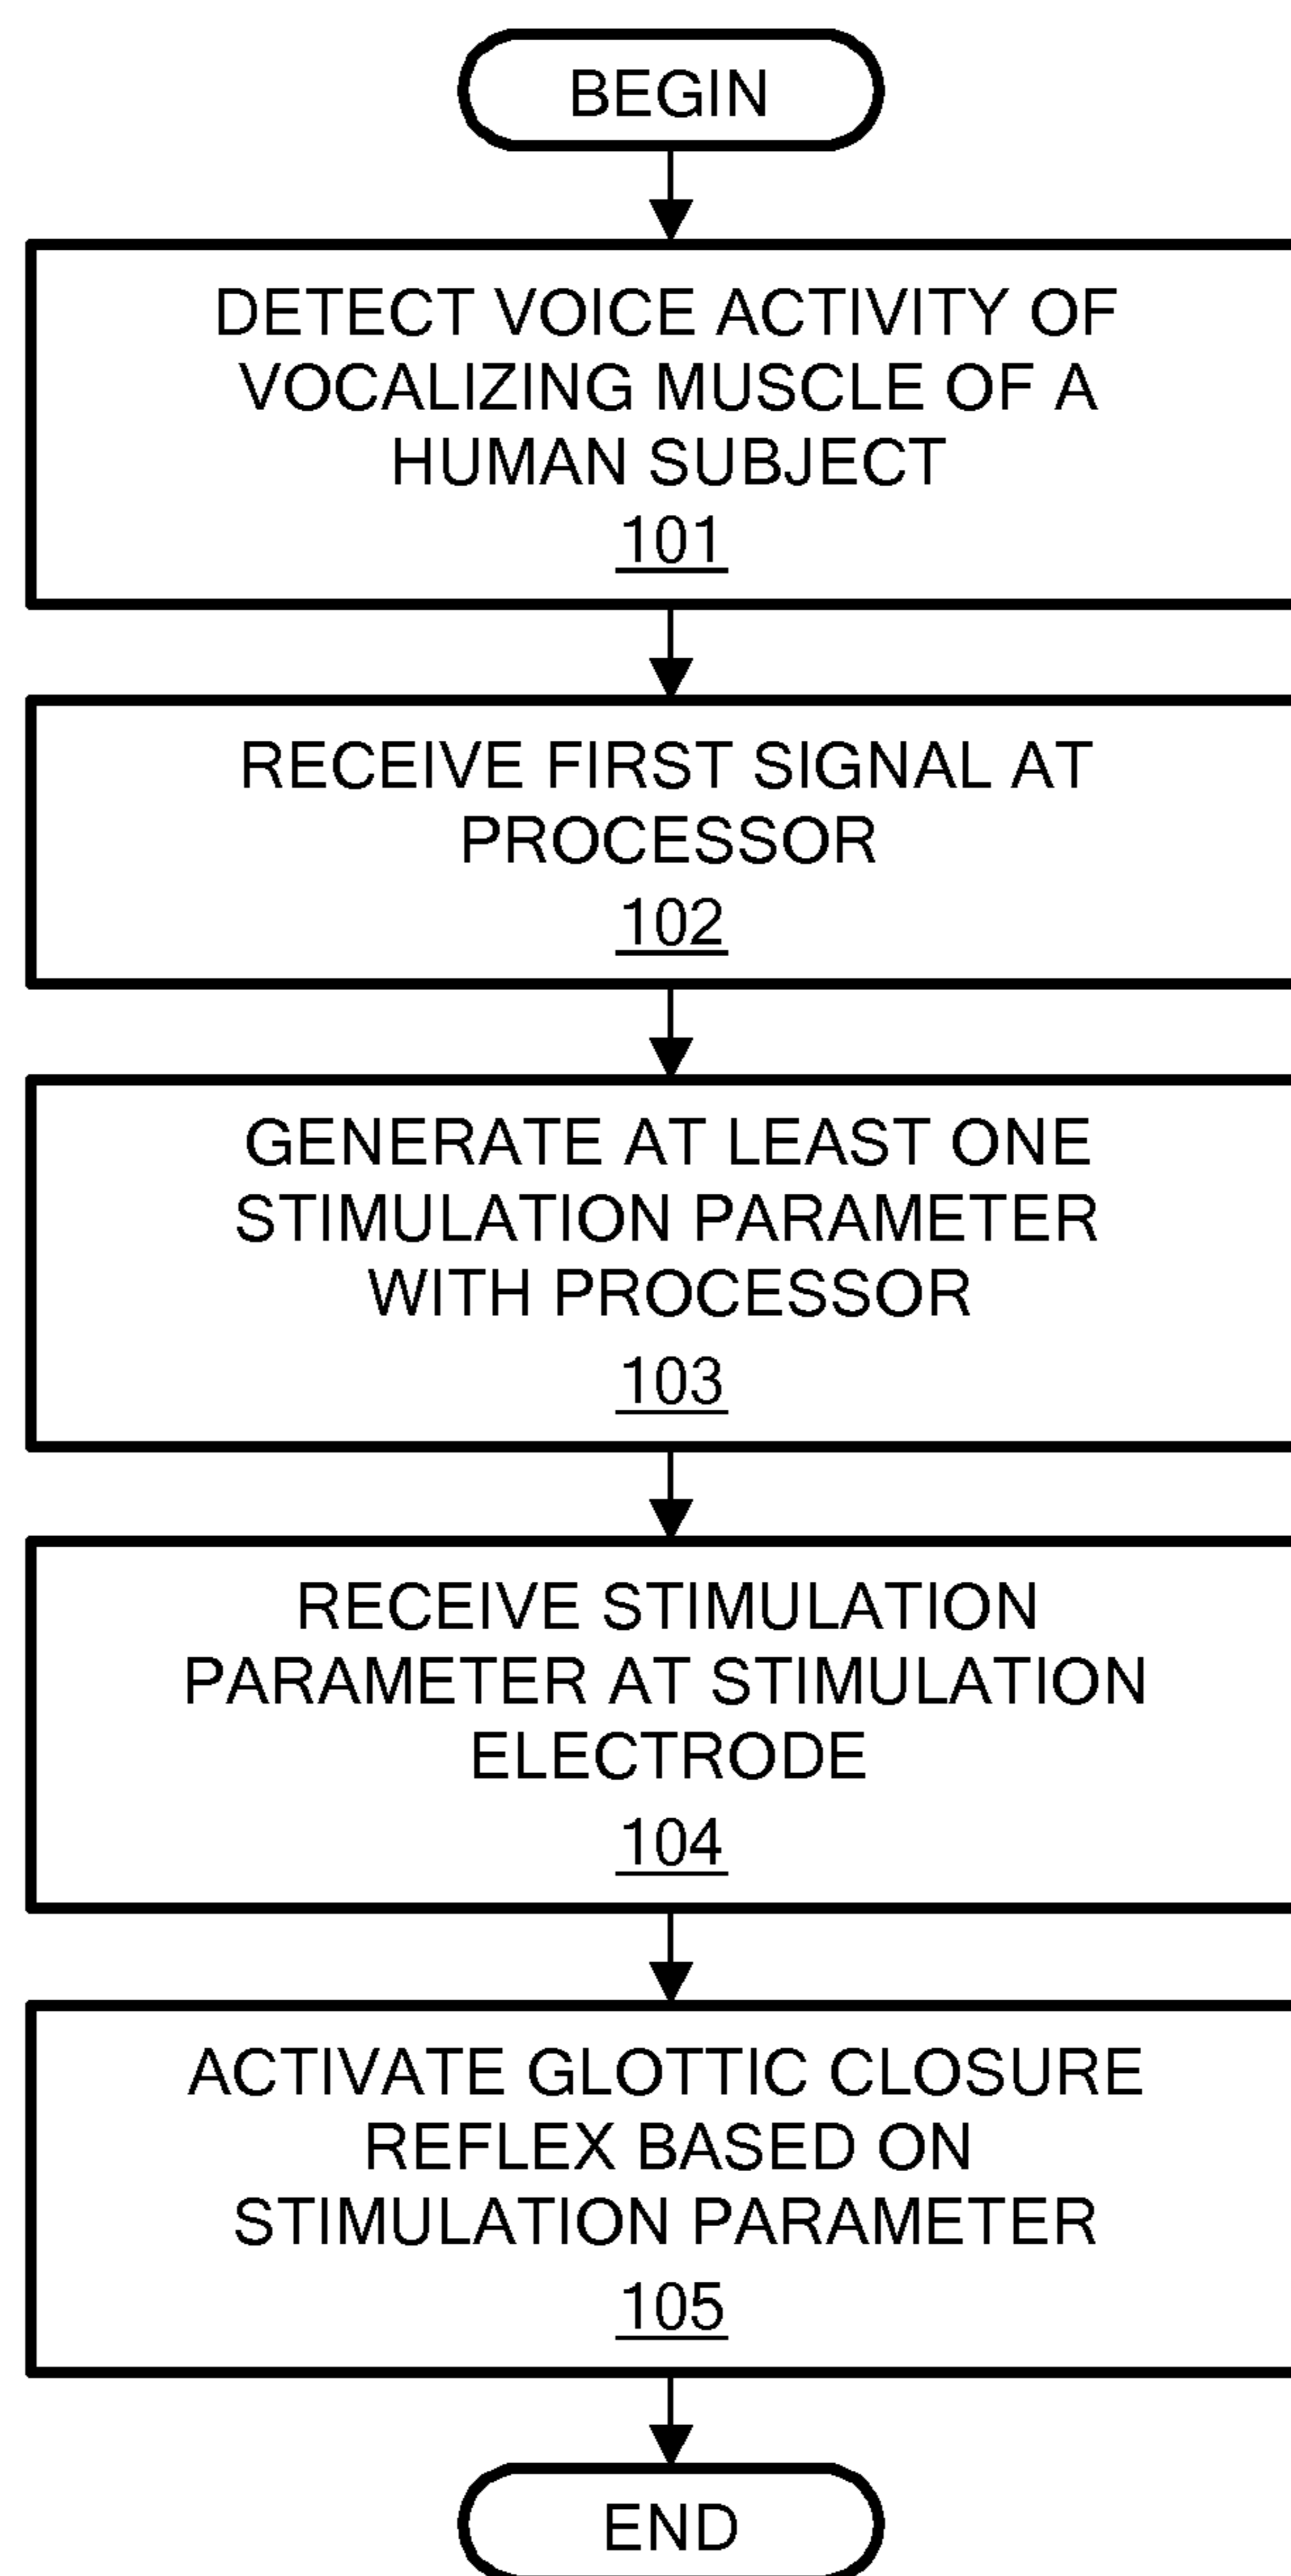 BEGIN
DETECT VOICE ACTIVITY OF
VOCALIZING MUSCLE OF A
HUMAN SUBJECT
101
RECEIVE FIRST SIGNAL AT
PROCESSOR
102
GENERATE AT LEAST ONE
STIMULATION PARAMETER
WITH PROCESSOR
103
RECEIVE STIMULATION
PARAMETER AT STIMULATION
ELECTRODE
104
ACTIVATE GLOTTIC CLOSURE
REFLEX BASED ON
STIMULATION PARAMETER
105
END